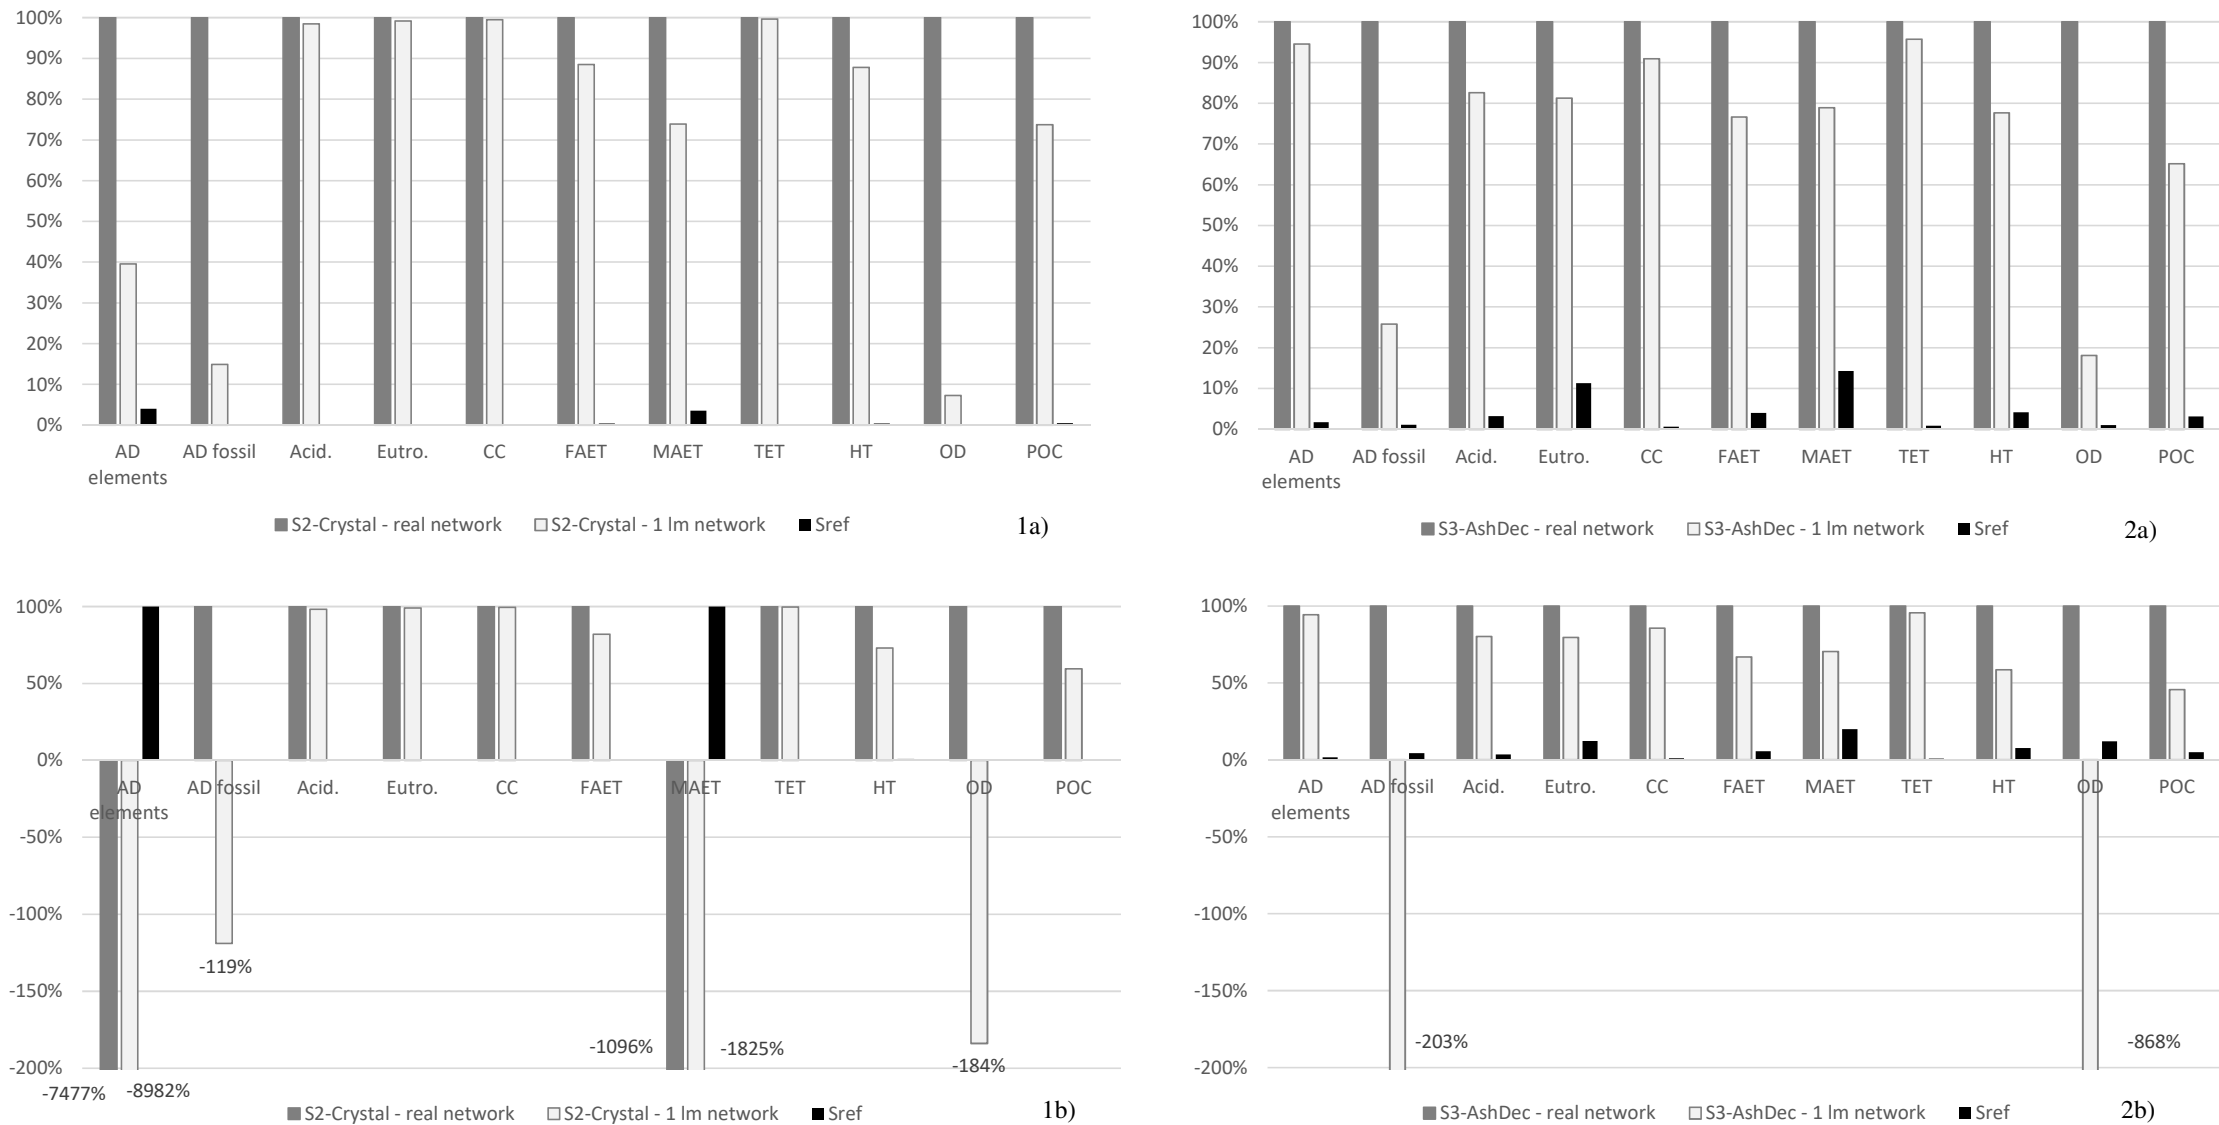 100%
90%
80%
70%
60%
50%
40%
30%
20%
10%
0%
AD elements
AD fossil
Acid.
Eutro.
CC
FAET
MAET
TET
HT
OD
POC
S2-Crystal - real network
S2-Crystal - 1 lm network
Sref
1a)
100%
90%
80%
70%
60%
50%
40%
30%
20%
10%
0%
AD
elements
AD fossil
Acid.
Eutro.
CC
FAET
MAET
TET
HT
OD
POC
S3-AshDec - real network
S3-AshDec - 1 lm network
Sref
2a)
100%
50%
0%
-50%
-100%
-150%
-200%
AD
elements
AD fossil
Acid.
Eutro.
CC
FAET
MAET
TET
HT
OD
POC
-119%
-1096%
-1825%
-184%
-7477%
-8982%
S2-Crystal - real network
S2-Crystal - 1 lm network
Sref
1b)
100%
50%
0%
-50%
-100%
-150%
-200%
AD
elements
AD fossil
Acid.
Eutro.
CC
FAET
MAET
TET
HT
OD
POC
-203%
-868%
S3-AshDec - real network
S3-AshDec - 1 lm network
Sref
2b)